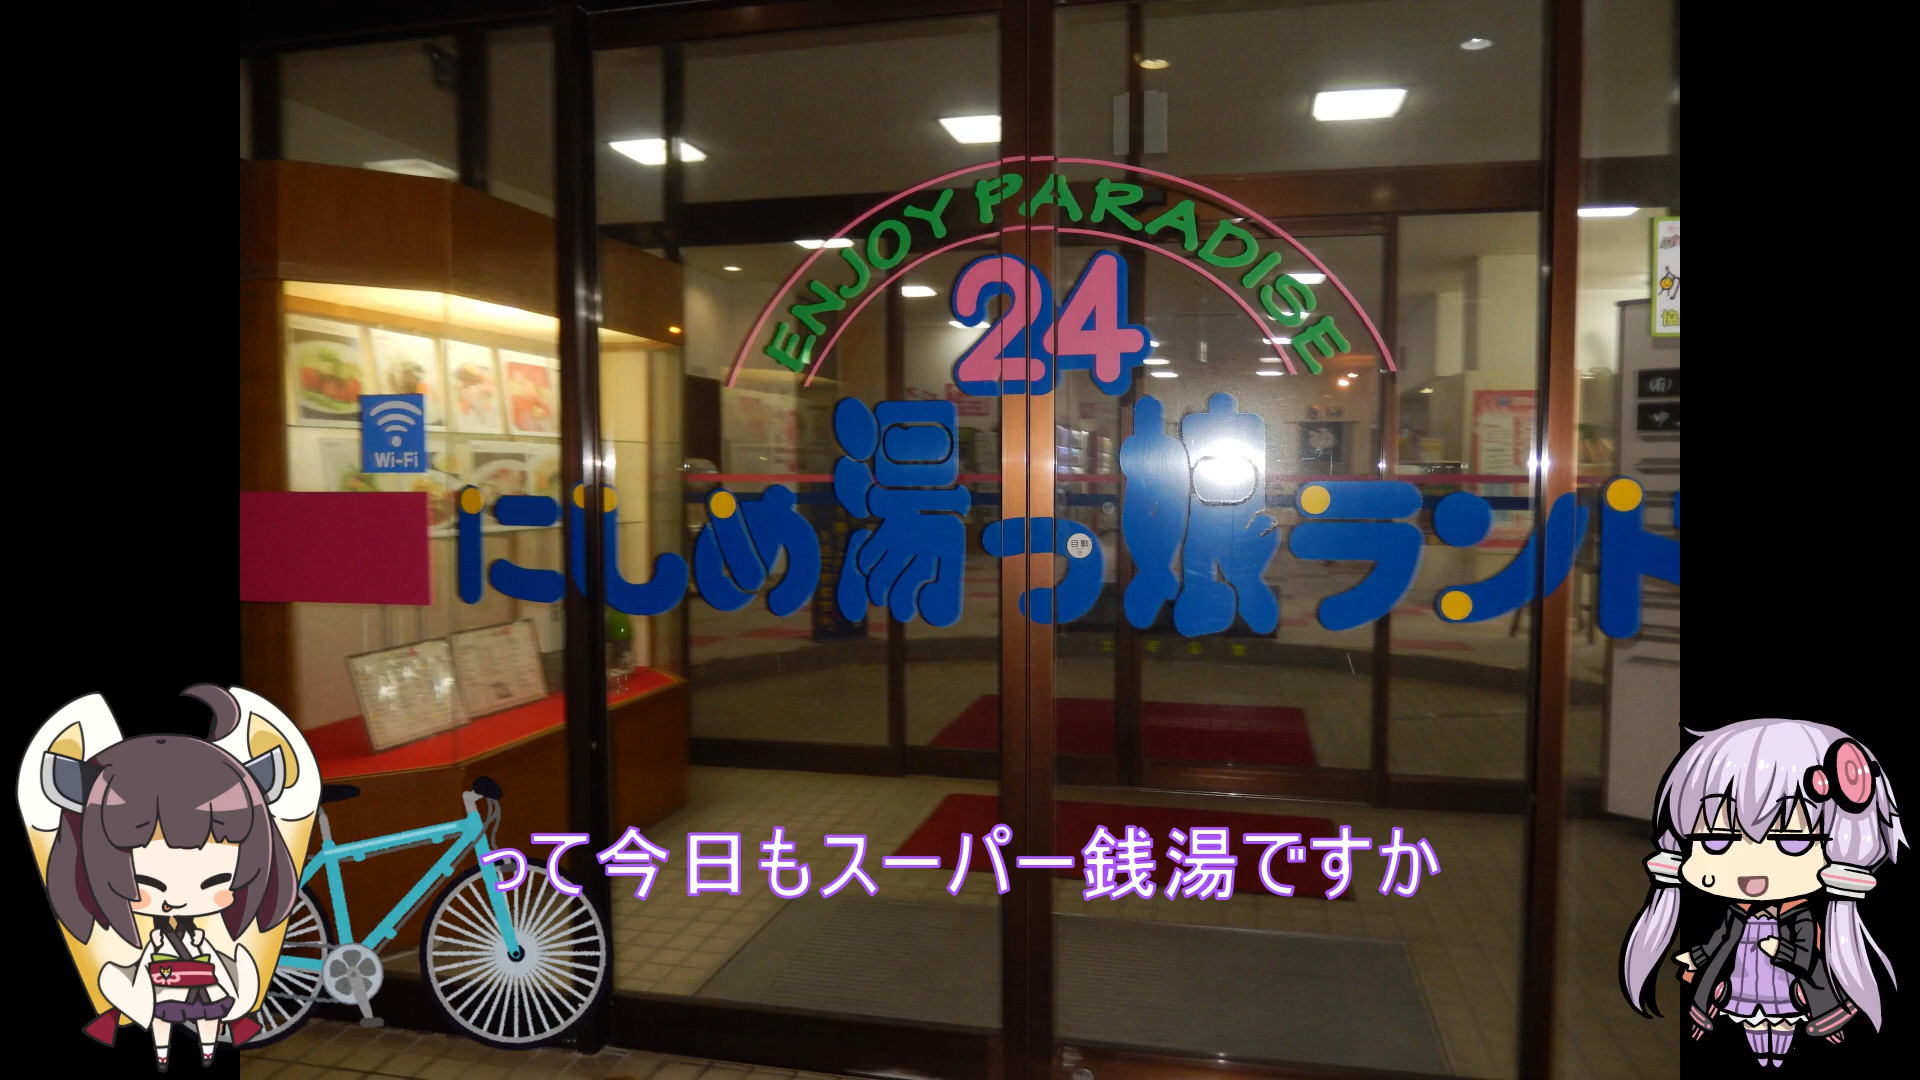 ENJOY PARADISE
24
にしめ湯っ娘ランド
Wi-Fi
自動
って今日もスーパー銭湯ですか